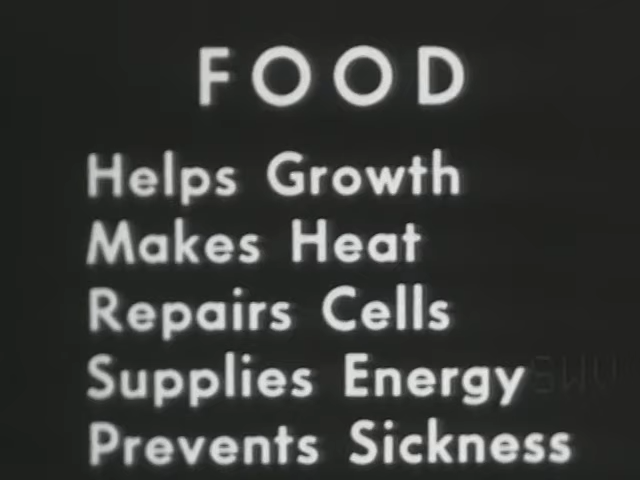 FOOD
Helps Growth
Makes Heat
Repairs Cells
Supplies Energy
Prevents Sickness